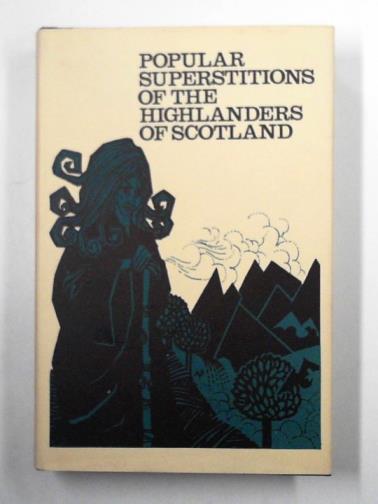 POPULAR
SUPERSTITIONS
OF THE
HIGHLANDERS
OF SCOTLAND